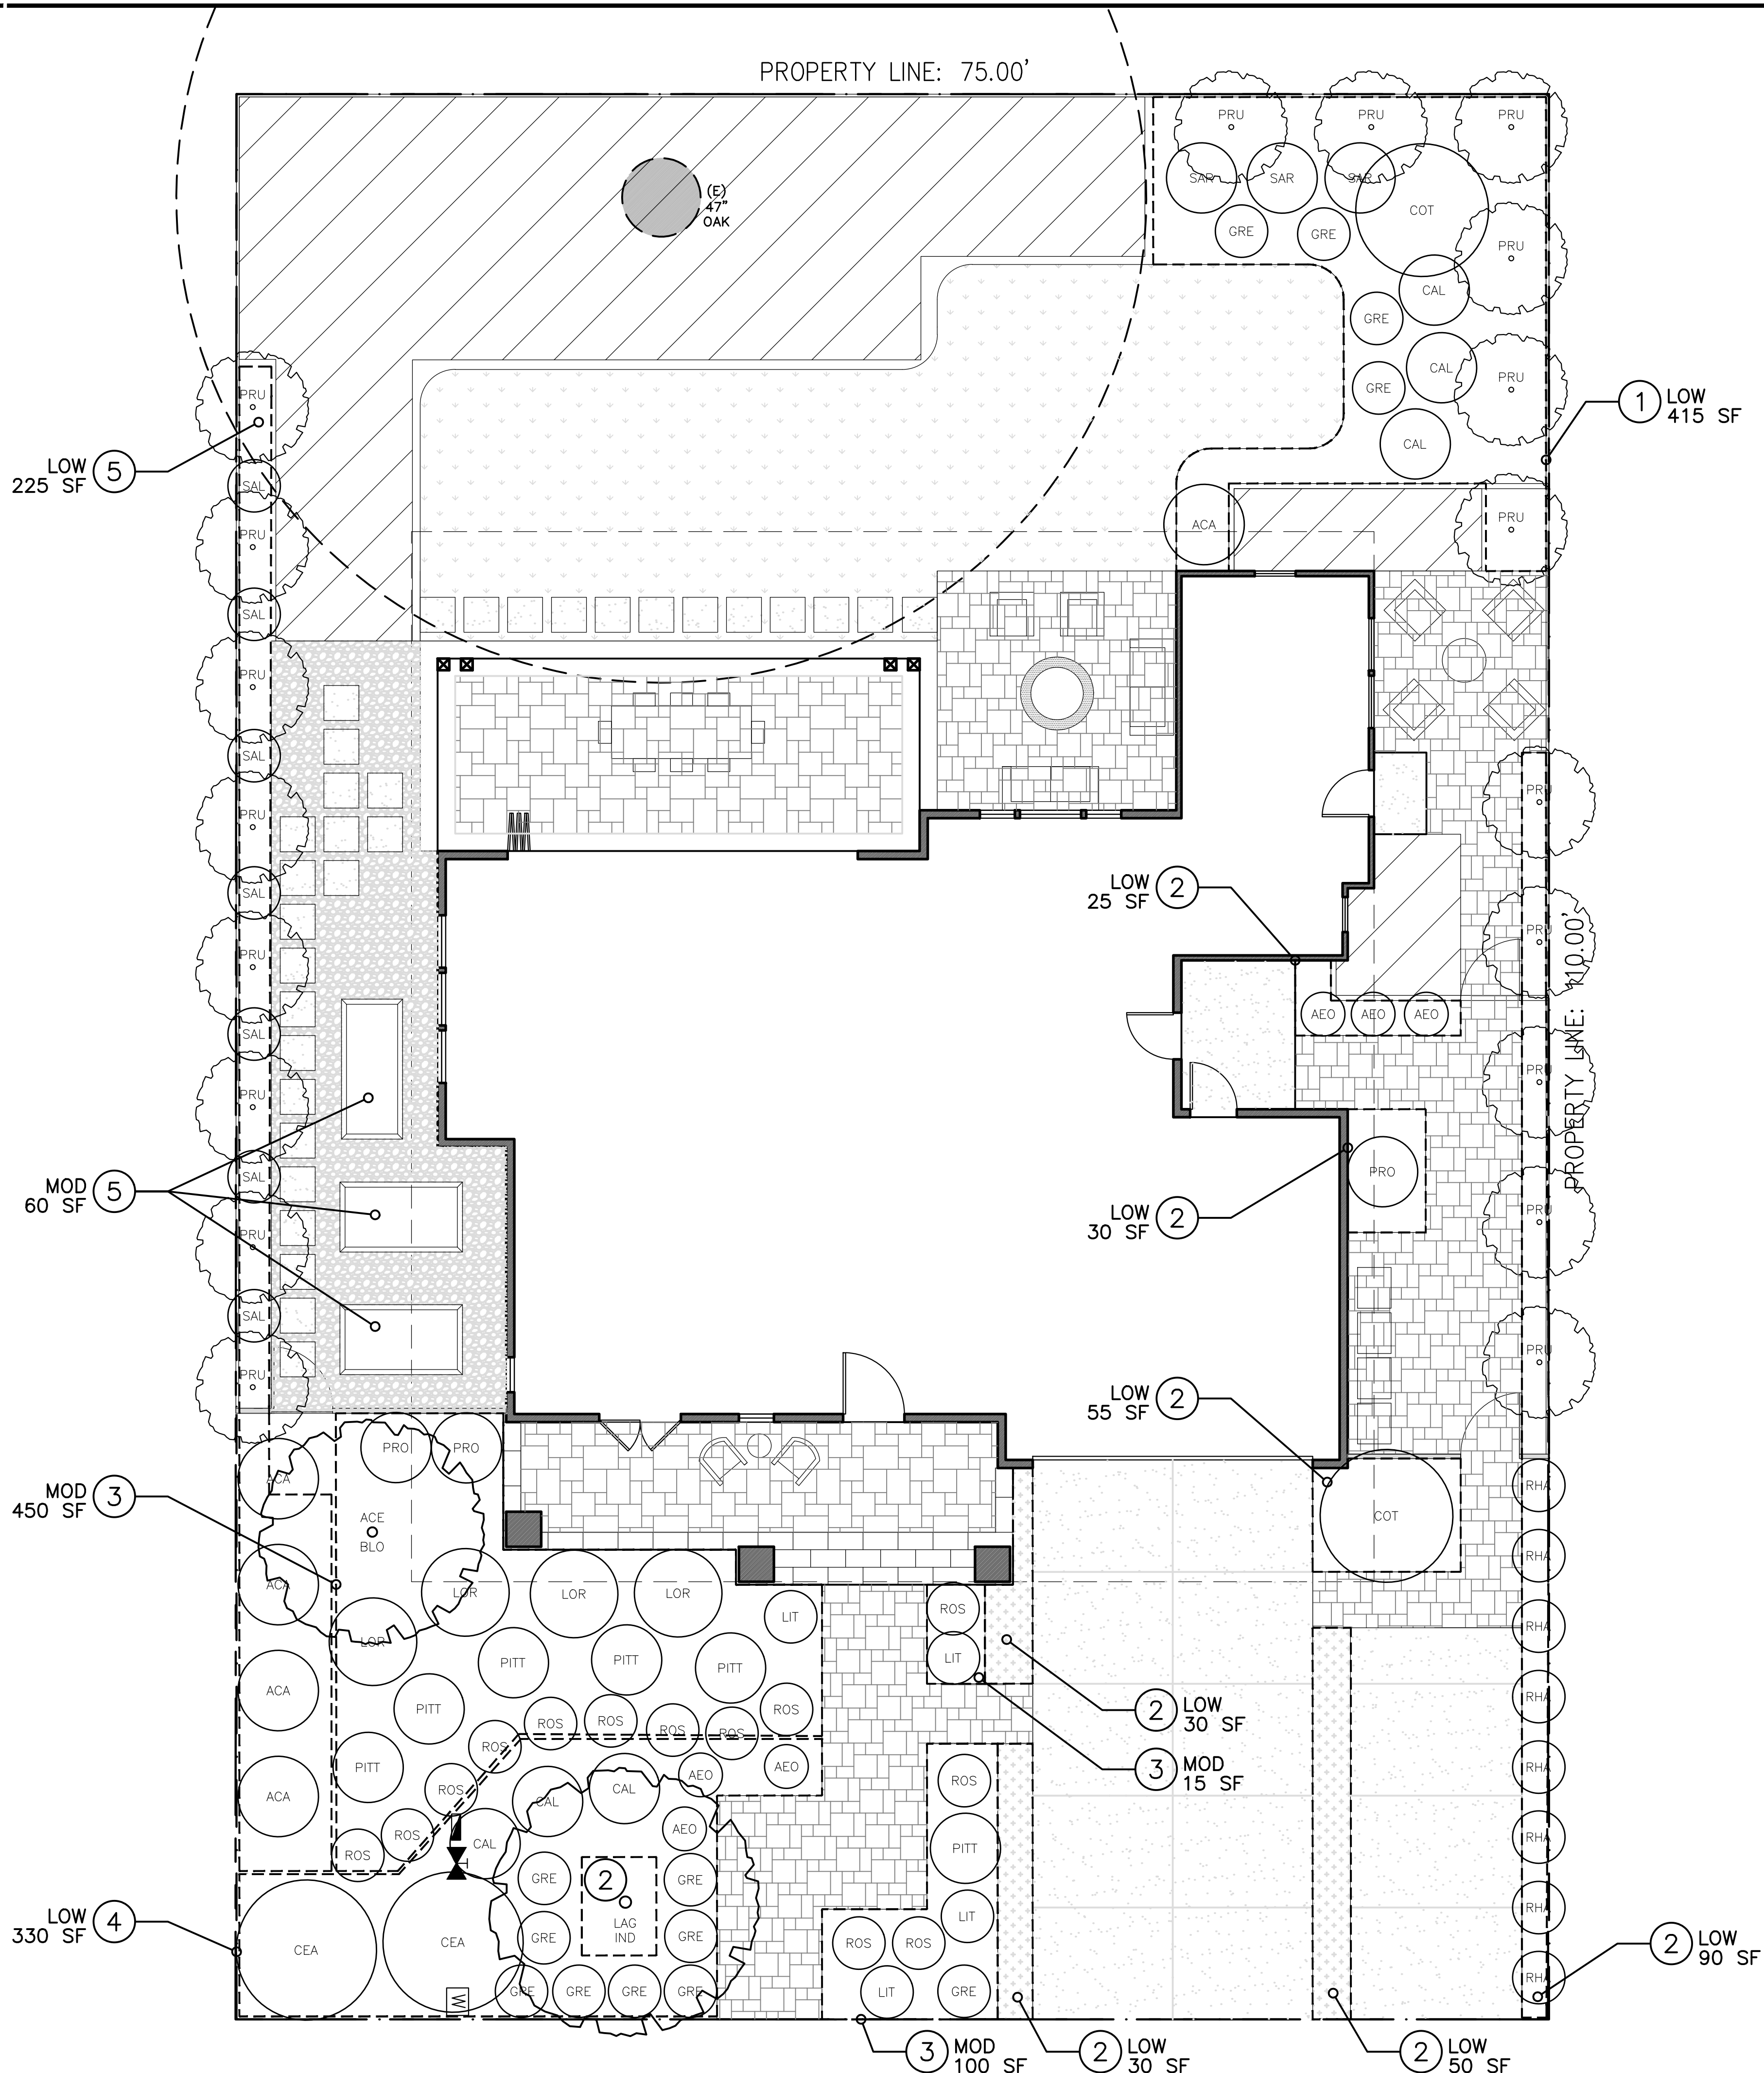 PROPERTY LINE: 75.00'
PRU
PRU
PRU
SAR
SAR
SAR
COT
(E)
47"
OAK
GRE
GRE
PRU
CAL
GRE
CAL
GRE
PRU
PRU
1 LOW
415 SF
CAL
LOW 5
225 SF
SAL
PRU
ACA
PRU
SAL
PRU
SAL
PRU
PRU
SAL
LOW 2
25 SF
PRU
PRU
AEO
AEO
AEO
SAL
PROPERTY LINE: 110.00'
PRU
PRU
SAL
PRO
MOD 5
60 SF
LOW 2
30 SF
PRU
PRU
SAL
PRU
PRU
LOW 2
55 SF
PRO
PRO
ACA
RHA
MOD 3
450 SF
ACE
BLO
COT
RHA
ACA
LOR
LOR
LOR
LIT
ROS
RHA
LOR
LIT
PITT
PITT
PITT
ACA
RHA
PITT
ROS
ROS
ROS
ROS
ROS
2 LOW
30 SF
ROS
PITT
AEO
AEO
ROS
RHA
3 MOD
15 SF
ACA
ROS
CAL
CAL
ROS
ROS
CAL
AEO
PITT
RHA
GRE
2
GRE
LOW 4
330 SF
LAG
IND
LIT
RHA
CEA
CEA
GRE
GRE
ROS
ROS
2 LOW
90 SF
GRE
GRE
GRE
GRE
LIT
GRE
RHA
W
3 MOD
100 SF
2 LOW
30 SF
2 LOW
50 SF